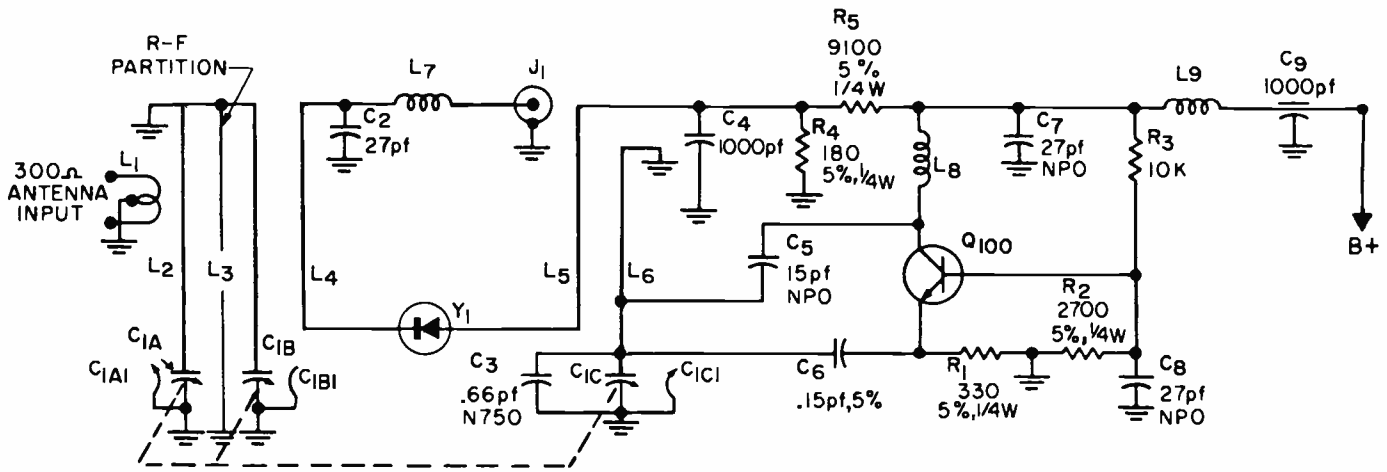 R-F
PARTITION
L7
J1
R5
9100
5%
1/4W
L9
C9
1000pf
C2
27pf
C4
1000pf
R4
180
5%,1/4W
L8
C7
27pf
NPO
R3
10K
L1
300Ω
ANTENNA
INPUT
B+
L2
L3
L4
L5
L6
C5
15pf
NPO
Q100
Y1
R2
2700
5%,1/4W
C1A
C1A1
C1B
C1B1
C3
.66pf
N750
C1C
C1C1
C6
.15pf,5%
R1
330
5%,1/4W
C8
27pf
NPO